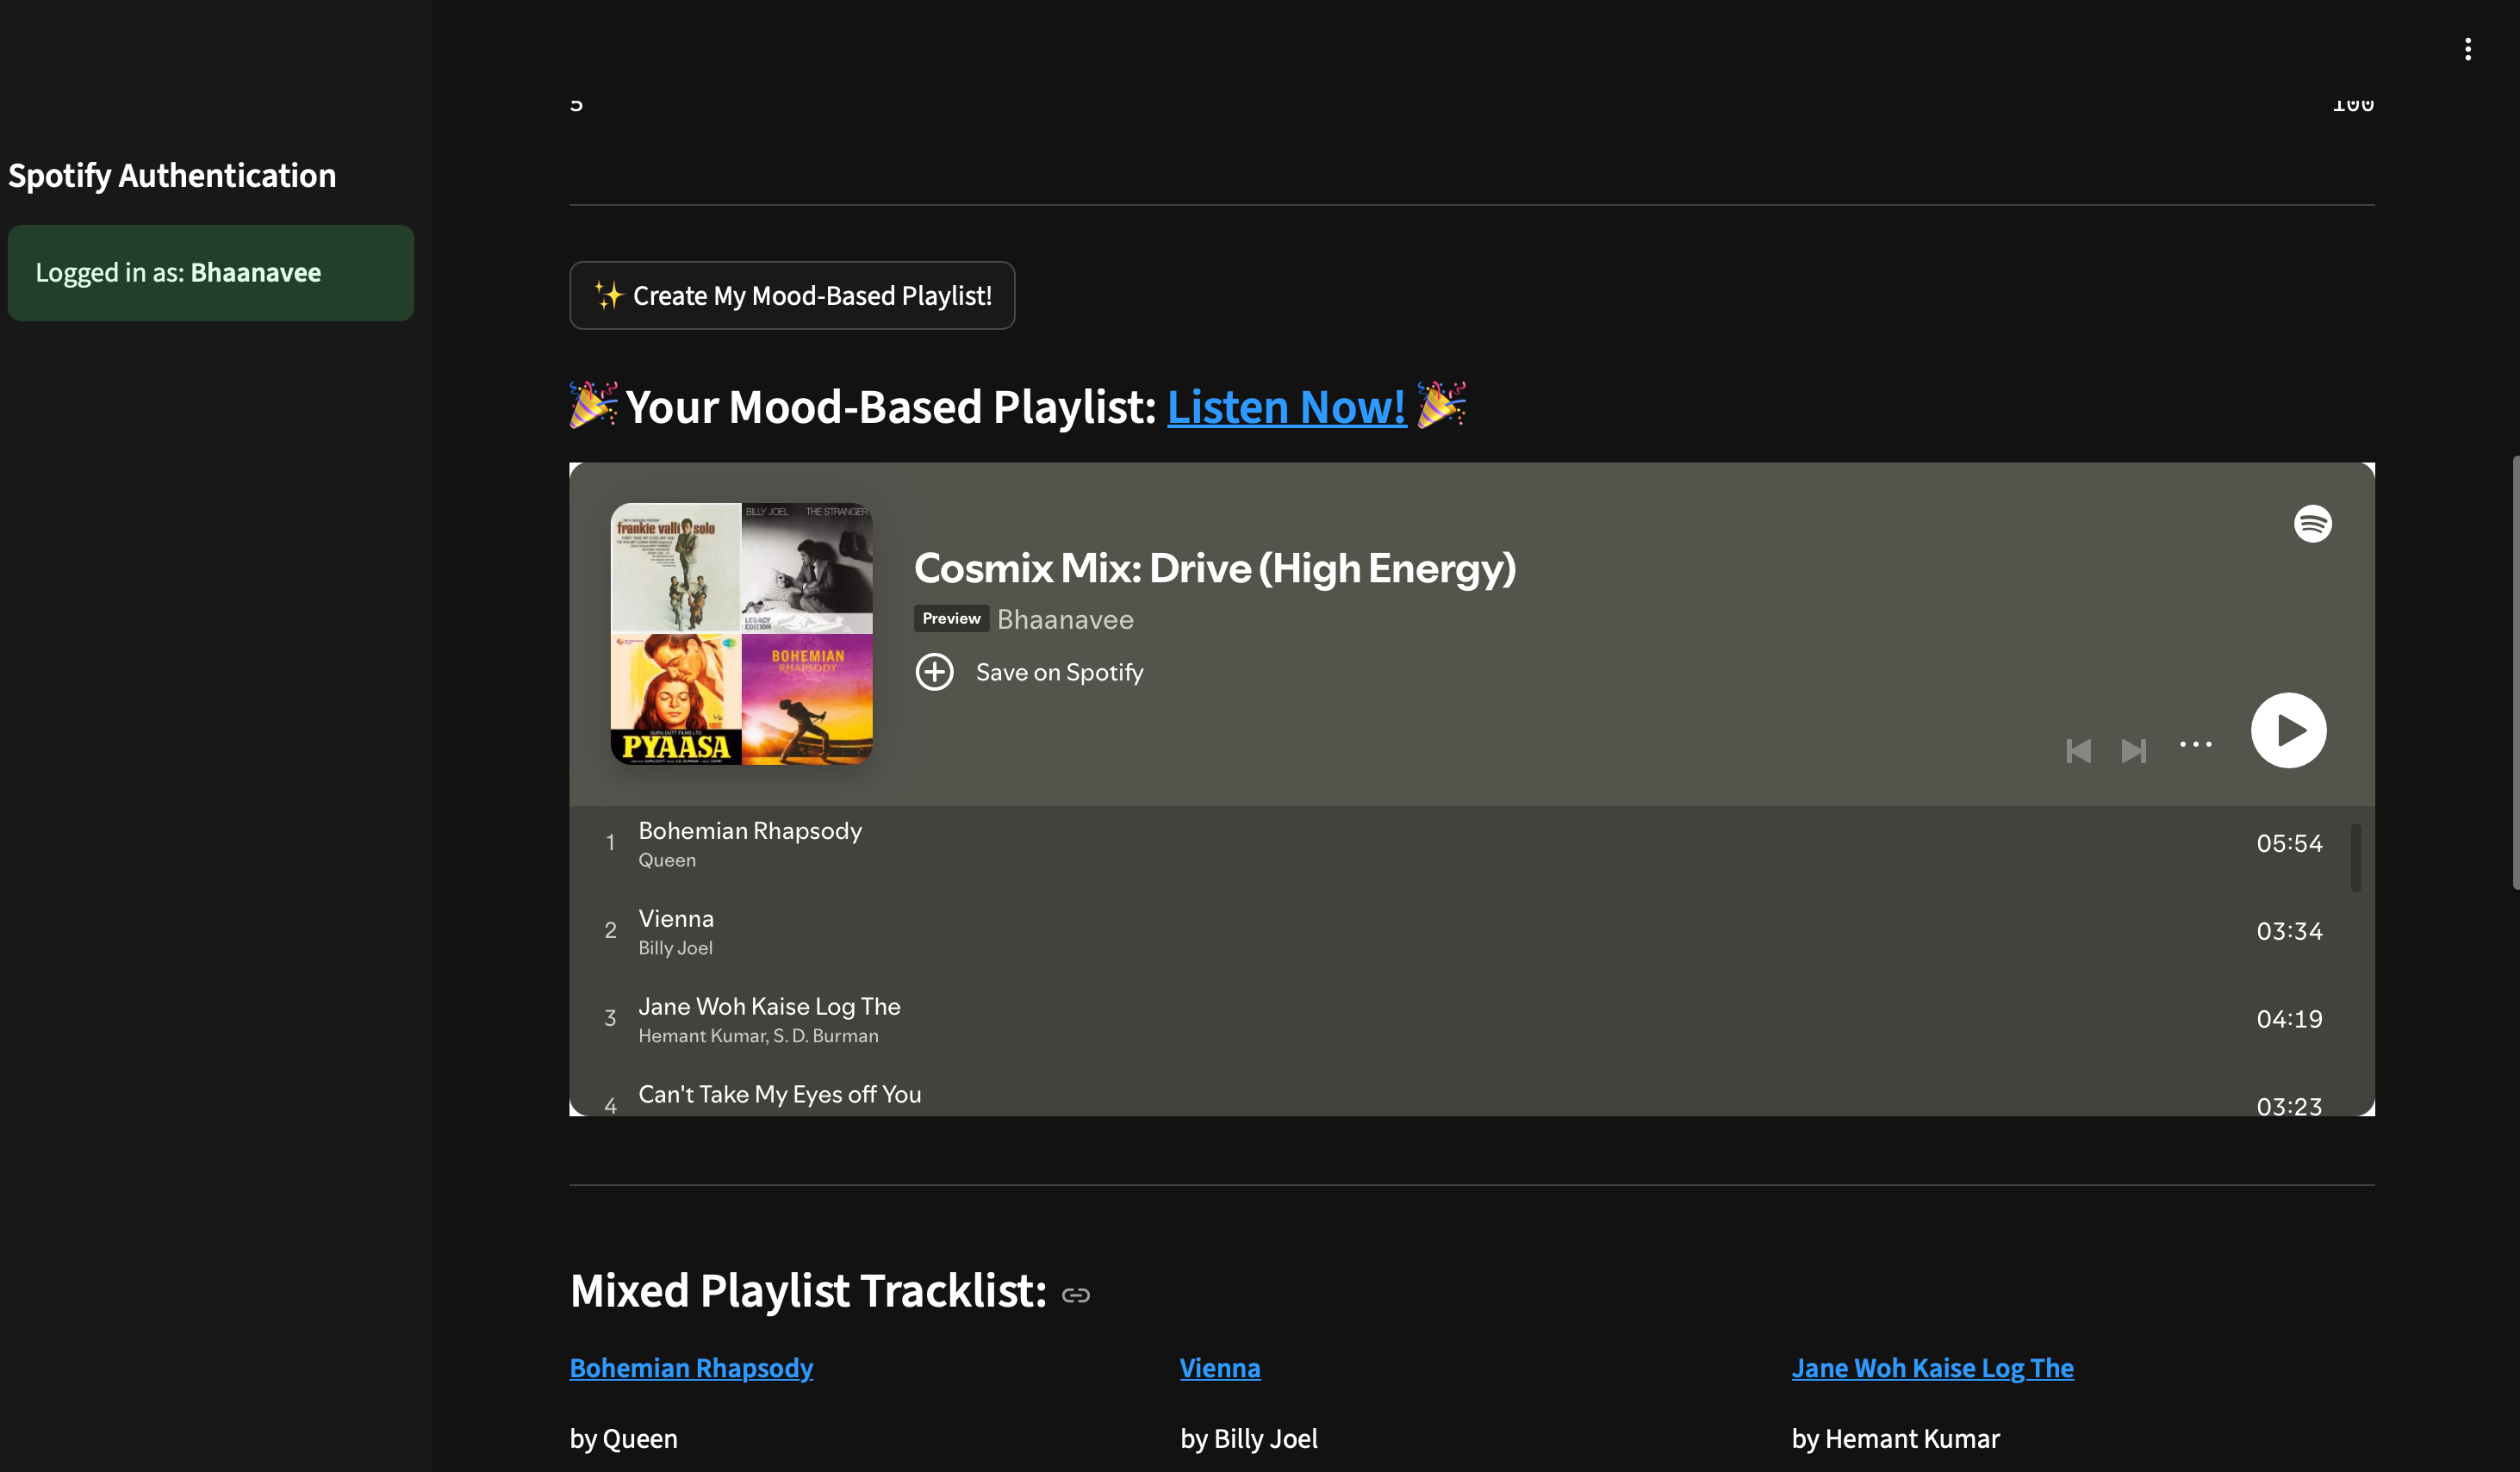 5
100
Spotify Authentication
Logged in as: Bhaanavee
✨ Create My Mood-Based Playlist!
🎉 Your Mood-Based Playlist: Listen Now! 🎉
frankie valli solo
BILLY JOEL THE STRANGER
LEGACY
EDITION
PYAASA
BOHEMIAN
RHAPSODY
Cosmix Mix: Drive (High Energy)
Preview Bhaanavee
Save on Spotify
1 Bohemian Rhapsody 05:54
Queen
2 Vienna 03:34
Billy Joel
3 Jane Woh Kaise Log The 04:19
Hemant Kumar, S. D. Burman
4 Can't Take My Eyes off You 03:23
Mixed Playlist Tracklist:
Bohemian Rhapsody
by Queen
Vienna
by Billy Joel
Jane Woh Kaise Log The
by Hemant Kumar